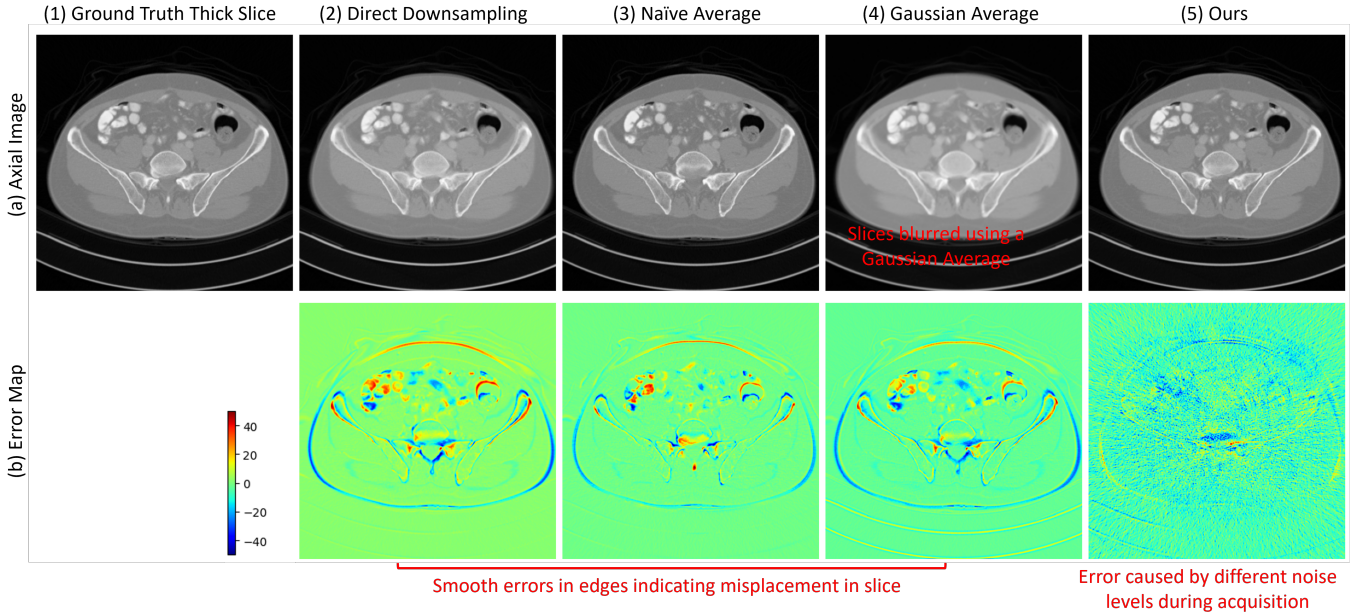 (1) Ground Truth Thick Slice
(2) Direct Downsampling
(3) Naïve Average
(4) Gaussian Average
(5) Ours
(a) Axial Image
Slices blurred using a
Gaussian Average
(b) Error Map
40
20
0
−20
−40
Smooth errors in edges indicating misplacement in slice
Error caused by different noise
levels during acquisition